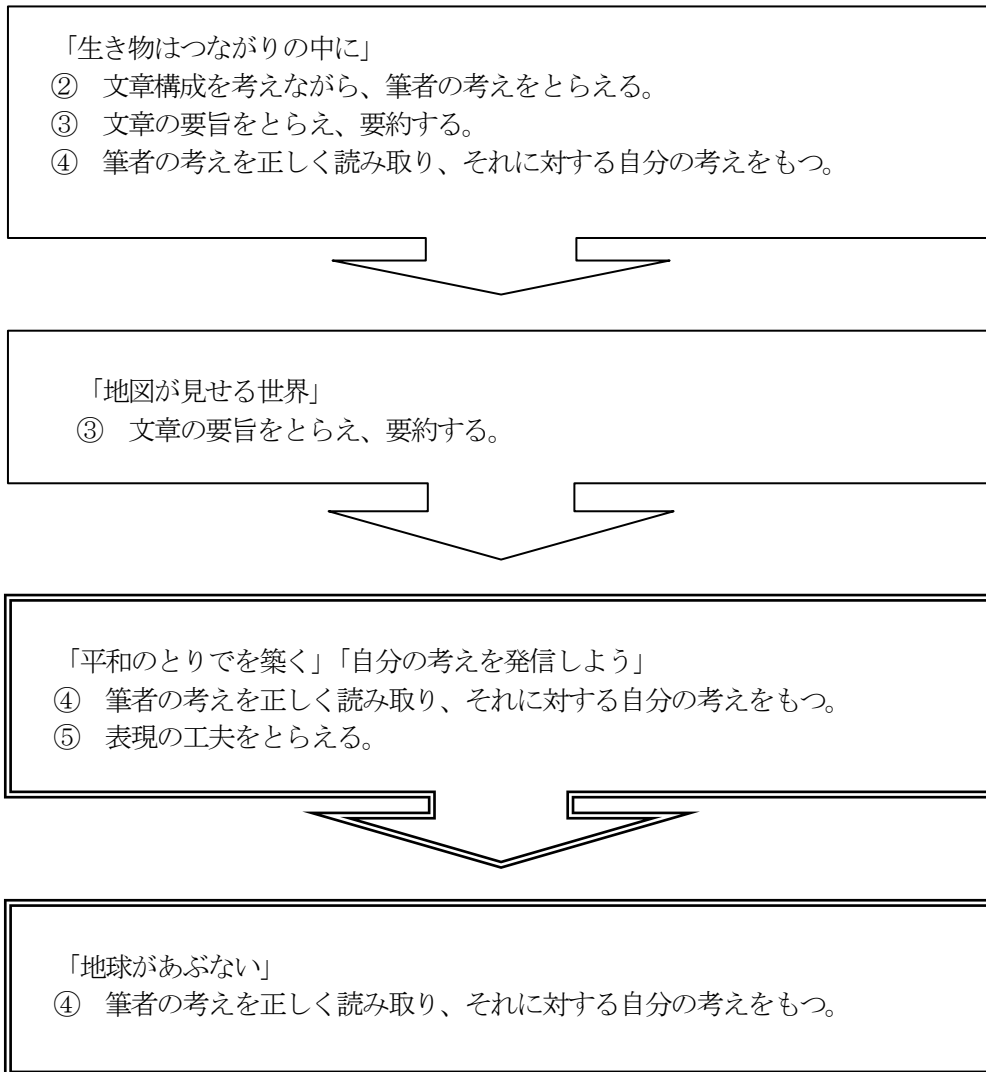 「生き物はつながりの中に」
②　文章構成を考えながら、筆者の考えをとらえる。
③　文章の要旨をとらえ、要約する。
④　筆者の考えを正しく読み取り、それに対する自分の考えをもつ。
「地図が見せる世界」
③　文章の要旨をとらえ、要約する。
「平和のとりでを築く」「自分の考えを発信しよう」
④　筆者の考えを正しく読み取り、それに対する自分の考えをもつ。
⑤　表現の工夫をとらえる。
「地球があぶない」
④　筆者の考えを正しく読み取り、それに対する自分の考えをもつ。